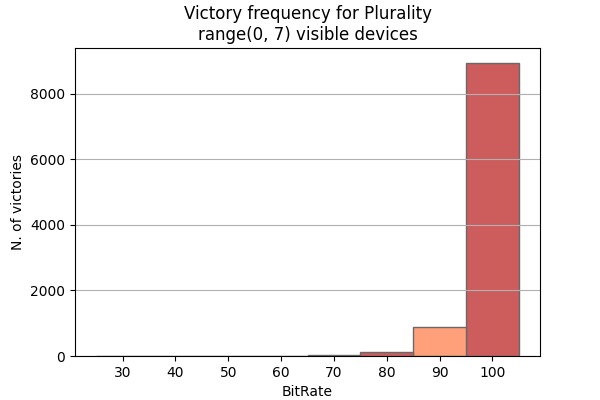 Victory frequency for Plurality
range(0, 7) visible devices
N. of victories
8000
6000
4000
2000
0
30 40 50 60 70 80 90 100
BitRate